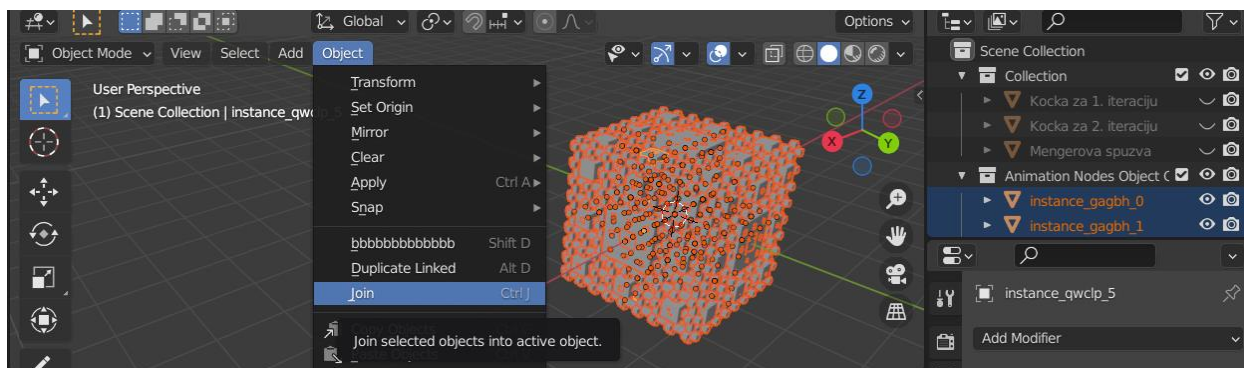 Global
Options
Object Mode
View
Select
Add
Object
User Perspective
(1) Scene Collection | instance_qwclp_5
Transform
Set Origin
Mirror
Clear
Apply Ctrl A
Snap
bbbbbbbbbbbbb Shift D
Duplicate Linked Alt D
Join Ctrl J
Join selected objects into active object.
Z
X
Y
Scene Collection
Collection
Kocka za 1. iteraciju
Kocka za 2. iteraciju
Mengerova spuzva
Animation Nodes Object C
instance_gagbh_0
instance_gagbh_1
instance_qwclp_5
Add Modifier